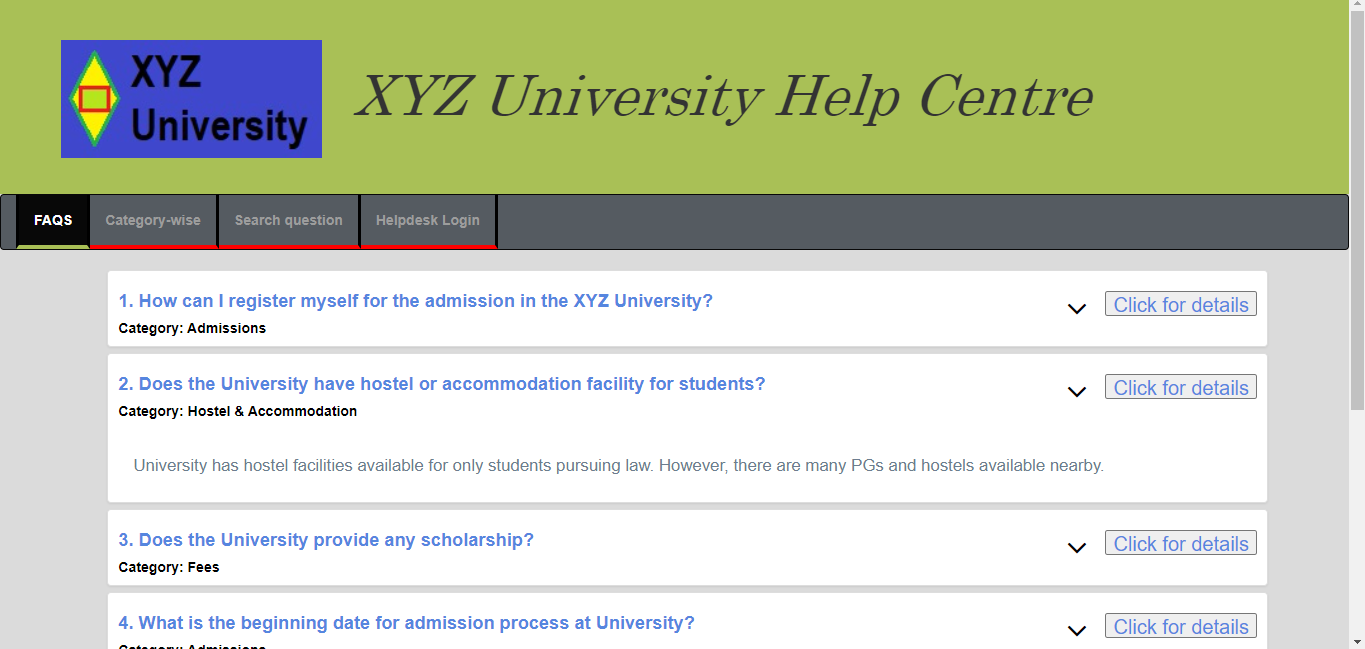 XYZ
University
XYZ University Help Centre
FAQS
Category-wise
Search question
Helpdesk Login
1. How can I register myself for the admission in the XYZ University?
Click for details
Category: Admissions
2. Does the University have hostel or accommodation facility for students?
Click for details
Category: Hostel & Accommodation
University has hostel facilities available for only students pursuing law. However, there are many PGs and hostels available nearby.
3. Does the University provide any scholarship?
Click for details
Category: Fees
4. What is the beginning date for admission process at University?
Click for details
Category: Admissions